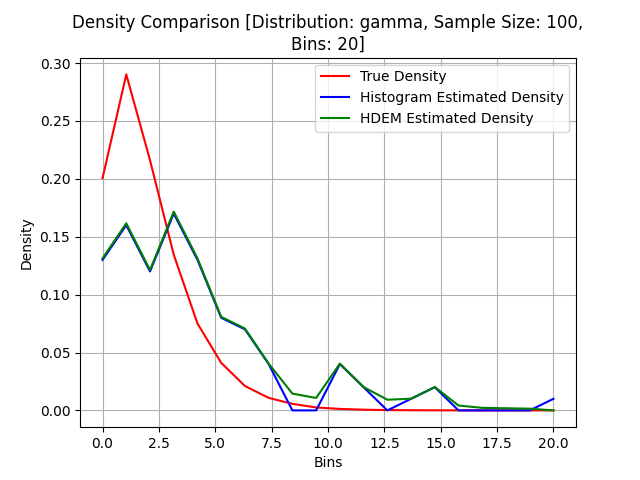 Density Comparison [Distribution: gamma, Sample Size: 100,
Bins: 20]
True Density
Histogram Estimated Density
HDEM Estimated Density
Density
0.30
0.25
0.20
0.15
0.10
0.05
0.00
0.0 2.5 5.0 7.5 10.0 12.5 15.0 17.5 20.0
Bins